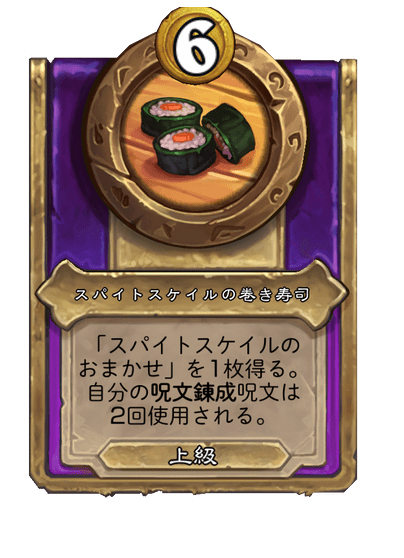 6
スパイトスケイルの巻き寿司
「スパイトスケイルの
おまかせ」を1枚得る。
自分の呪文錬成呪文は
2回使用される。
上級